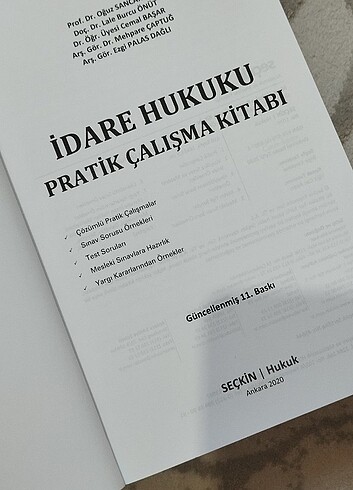 Prof. Dr. Oğuz SANCAK
Doç. Dr. Lale Burcu ÖNÜT
Dr. Öğr. Üyesi Cemal BAŞAR
Arş. Gör. Dr. Mehpare ÇAPTUĞ
Arş. Gör. Ezgi PALAS DAĞLI
İDARE HUKUKU
PRATİK ÇALIŞMA KİTABI
✓ Çözümlü Pratik Çalışmalar
✓ Sınav Sorusu Örnekleri
✓ Test Soruları
✓ Mesleki Sınavlara Hazırlık
✓ Yargı Kararlarından Örnekler
Güncellenmiş 11. Baskı
SEÇKİN | Hukuk
Ankara 2020